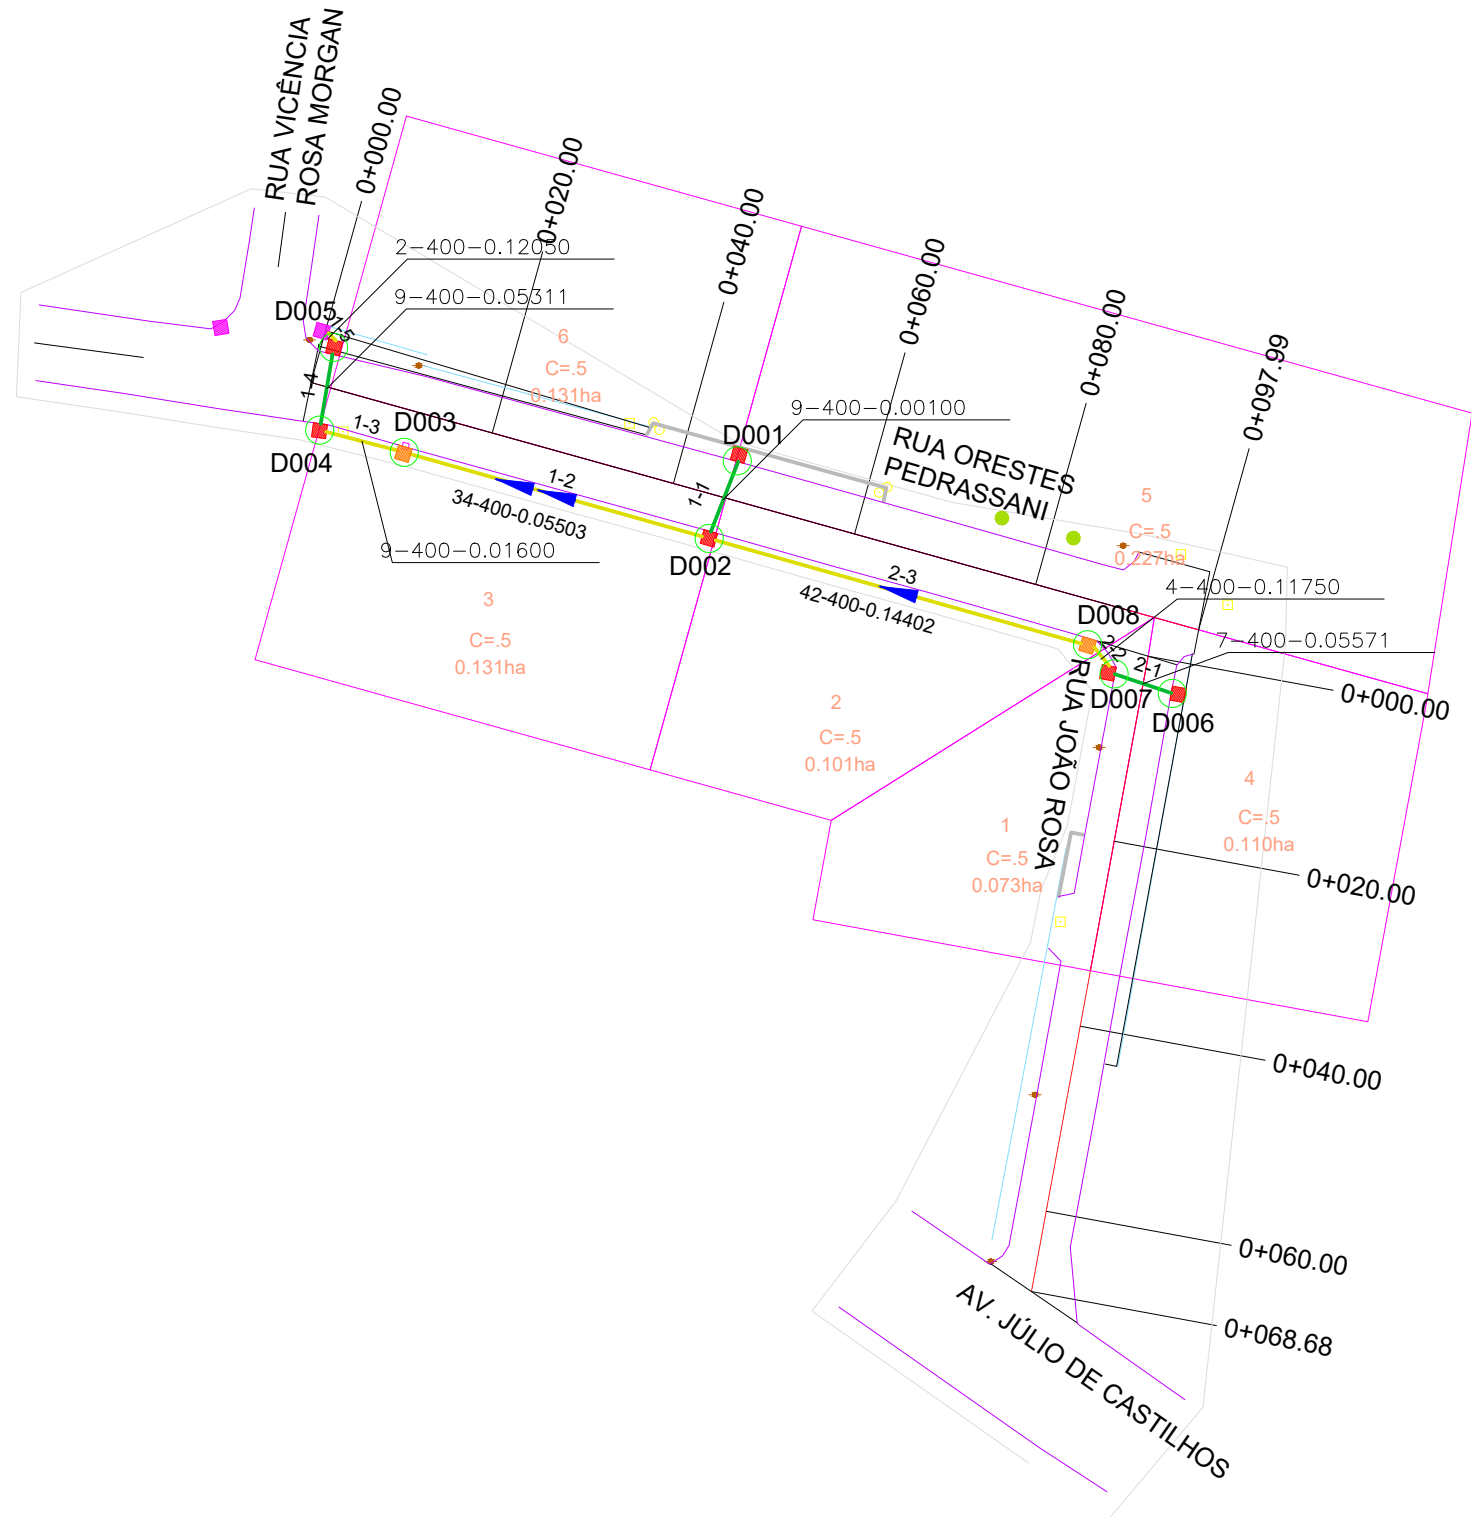 RUA VICÊNCIA
ROSA MORGAN
0+000.00
0+020.00
0+040.00
0+060.00
0+080.00
0+097.99
2-400-0.12050
9-400-0.05311
D005
1-5
6
C=.5
0.131ha
1-4
1-3
D003
D004
9-400-0.00100
D001
RUA ORESTES
PEDRASSANI
1-2
34-400-0.05503
1-1
9-400-0.01600
D002
5
C=.5
0.227ha
2-3
42-400-0.14402
4-400-0.11750
D008
7-400-0.05571
2-2
2-1
D007
D006
3
C=.5
0.131ha
2
C=.5
0.101ha
RUA JOÃO ROSA
0+000.00
4
C=.5
0.110ha
1
C=.5
0.073ha
0+020.00
0+040.00
0+060.00
0+068.68
AV. JÚLIO DE CASTILHOS